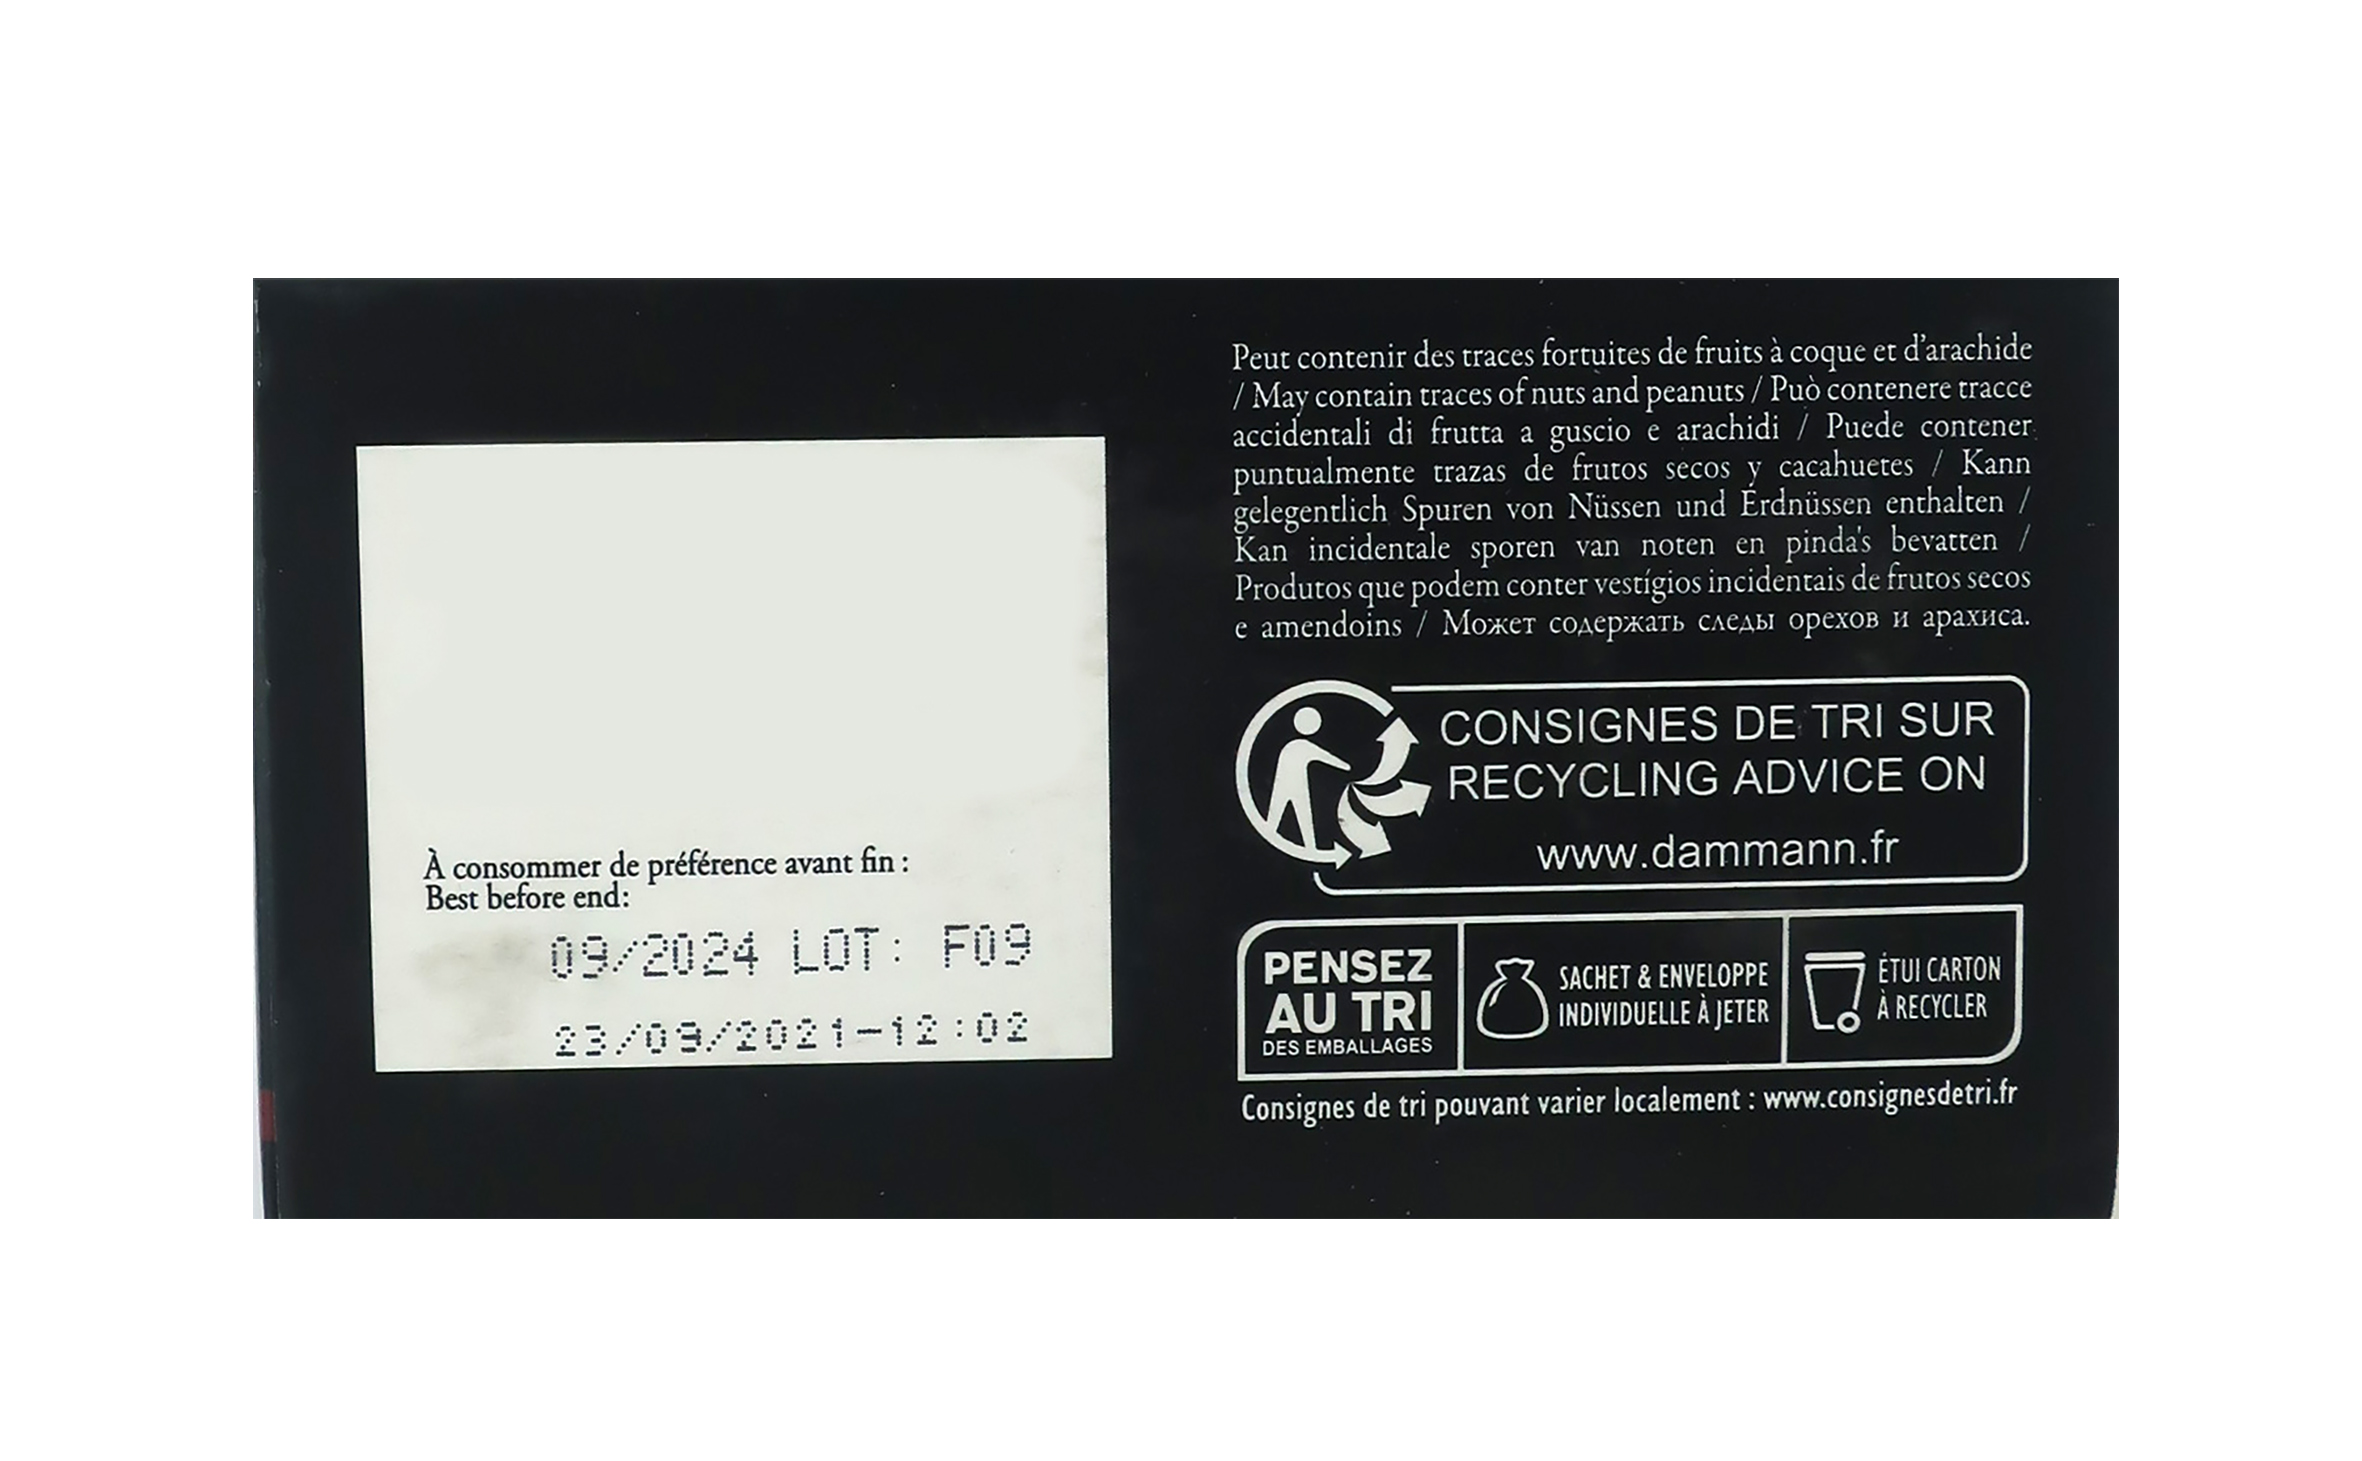 À consommer de préférence avant fin :
Best before end:
09/2024 LOT: F09
23/09/2021-12:02
Peut contenir des traces fortuites de fruits à coque et d’arachide
/ May contain traces of nuts and peanuts / Può contenere tracce
accidentali di frutta a guscio e arachidi / Puede contener
puntualmente trazas de frutos secos y cacahuetes / Kann
gelegentlich Spuren von Nüssen und Erdnüssen enthalten /
Kan incidentale sporen van noten en pinda's bevatten /
Produtos que podem conter vestígios incidentais de frutos secos
e amendoins / Может содержать следы орехов и арахиса.
CONSIGNES DE TRI SUR
RECYCLING ADVICE ON
www.dammann.fr
PENSEZ
AU TRI
DES EMBALLAGES
SACHET & ENVELOPPE
INDIVIDUELLE À JETER
ÉTUI CARTON
À RECYCLER
Consignes de tri pouvant varier localement : www.consignesdetri.fr